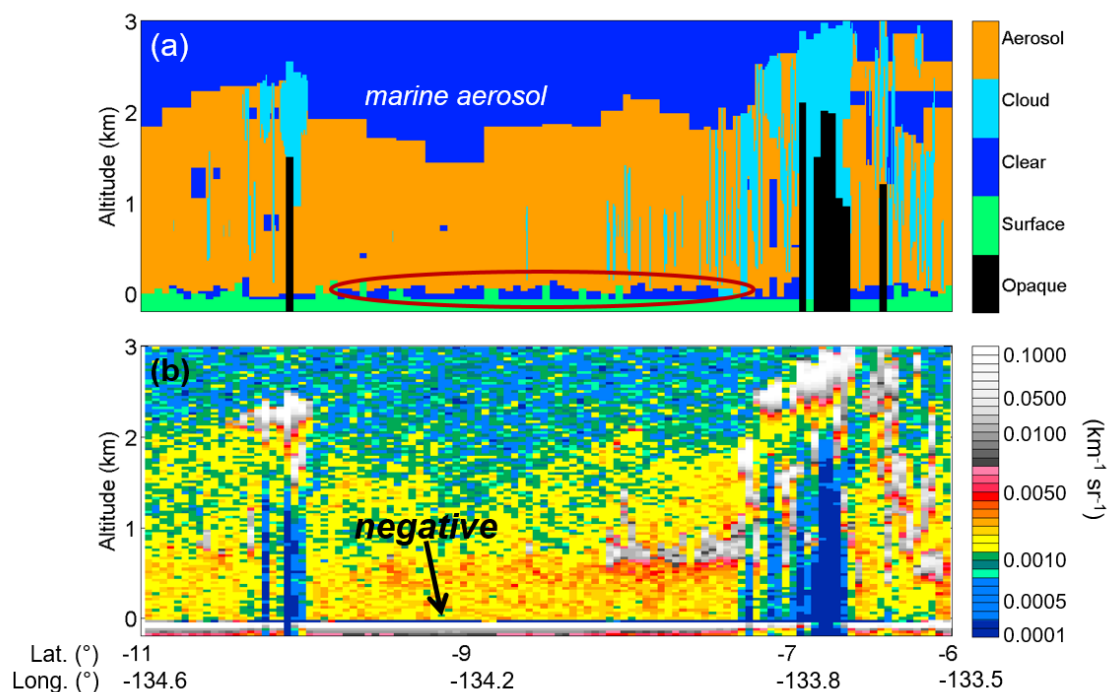 (a)
marine aerosol
Altitude (km)
3
2
1
0
Aerosol
Cloud
Clear
Surface
Opaque
(b)
negative
Altitude (km)
3
2
1
0
0.1000
0.0500
0.0100
0.0050
0.0010
0.0005
0.0001
(km⁻¹ sr⁻¹)
Lat. (°) -11 -9 -7 -6
Long. (°) -134.6 -134.2 -133.8 -133.5